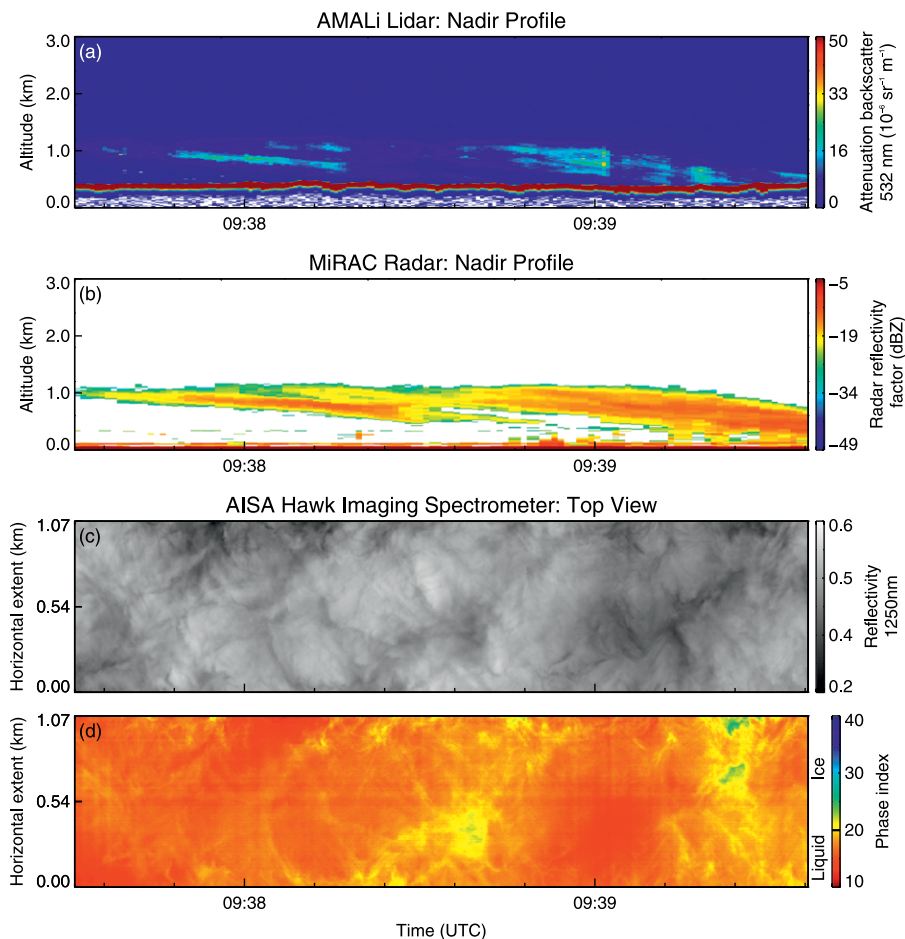 AMALi Lidar: Nadir Profile
(a)
3.0
2.0
1.0
0.0
Altitude (km)
09:38
09:39
50
33
16
0
Attenuation backscatter
532 nm (10⁻⁶ sr⁻¹ m⁻¹)
MiRAC Radar: Nadir Profile
(b)
3.0
2.0
1.0
0.0
Altitude (km)
09:38
09:39
−5
−19
−34
−49
Radar reflectivity
factor (dBZ)
AISA Hawk Imaging Spectrometer: Top View
(c)
1.07
0.54
0.00
Horizontal extent (km)
0.6
0.5
0.4
0.2
Reflectivity
1250nm
(d)
1.07
0.54
0.00
Horizontal extent (km)
09:38
09:39
Time (UTC)
Liquid
Ice
40
30
20
10
Phase index